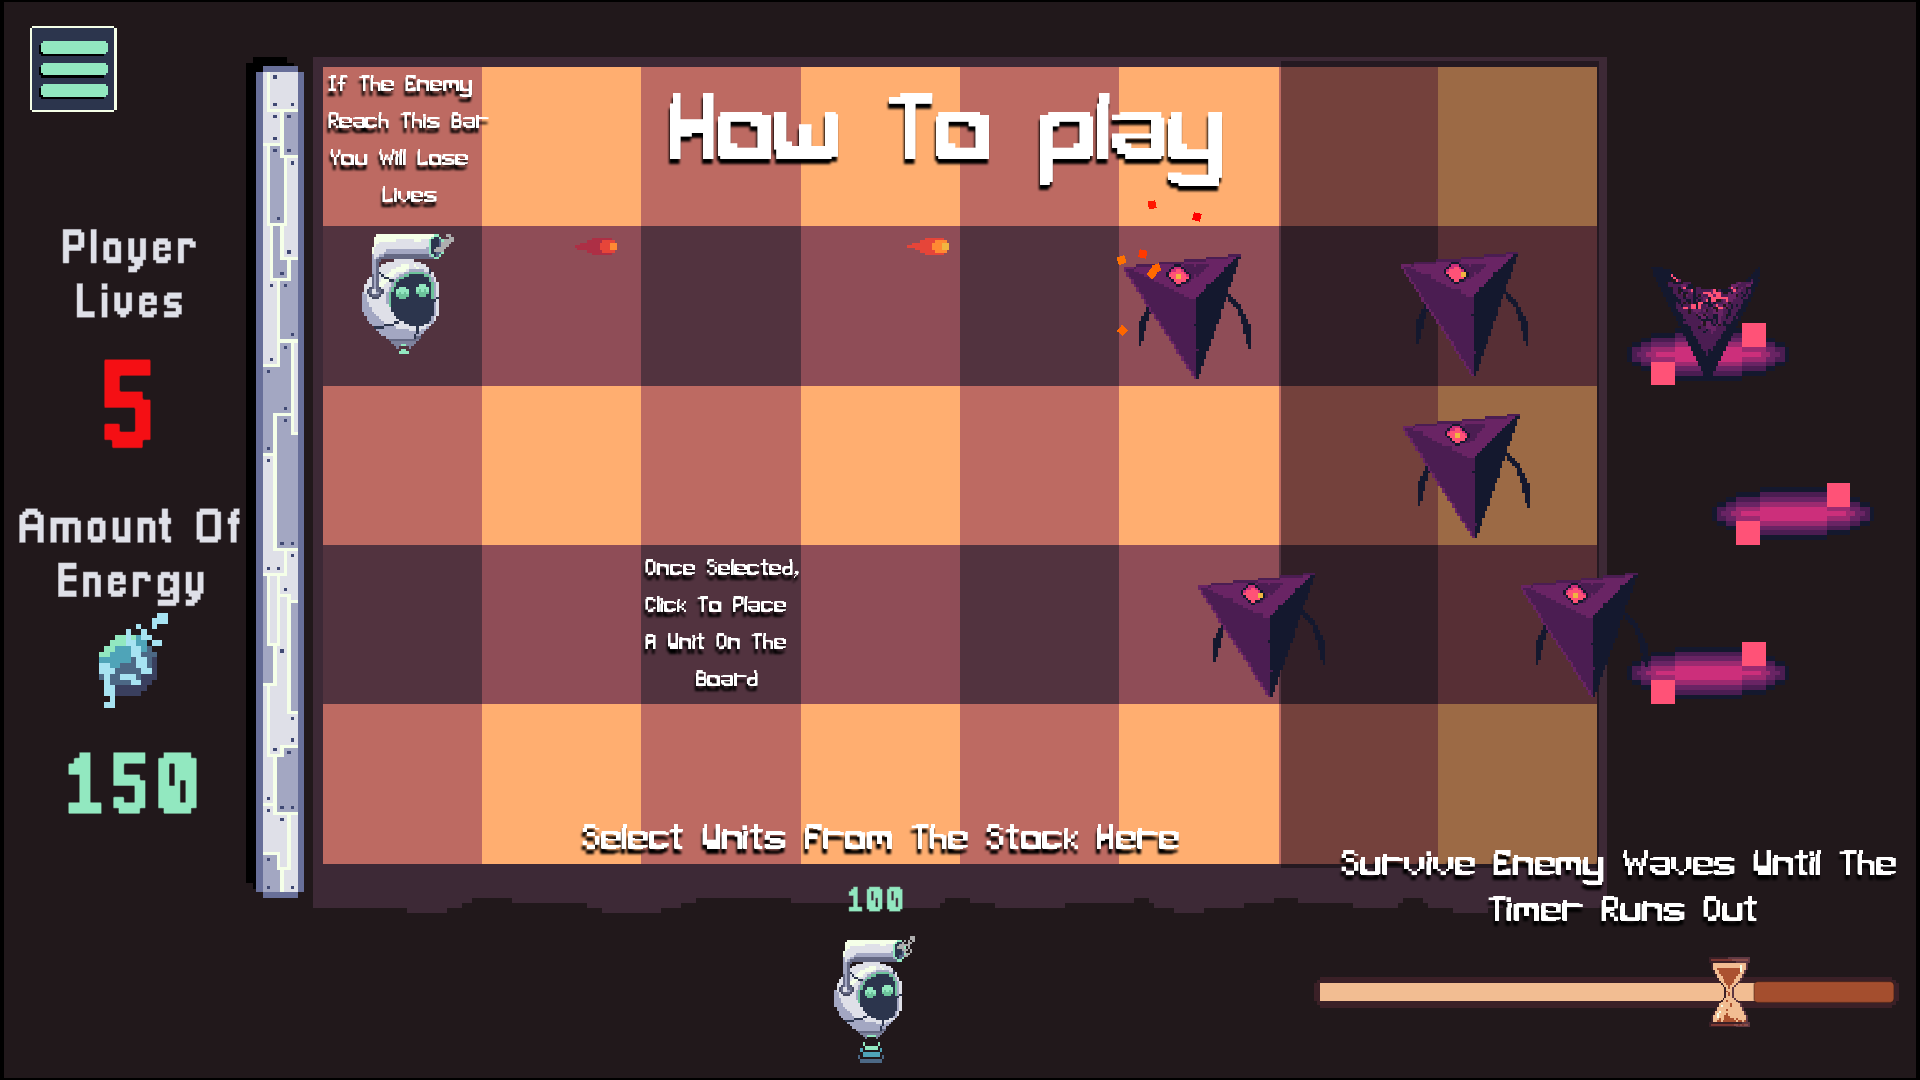 If The Enemy
Reach This Bar
You Will Lose
Lives
How To play
Player
Lives
5
Amount Of
Energy
150
Once Selected,
Click To Place
A Unit On The
Board
Select Units From The Stock Here
100
Survive Enemy Waves Until The
Timer Runs Out